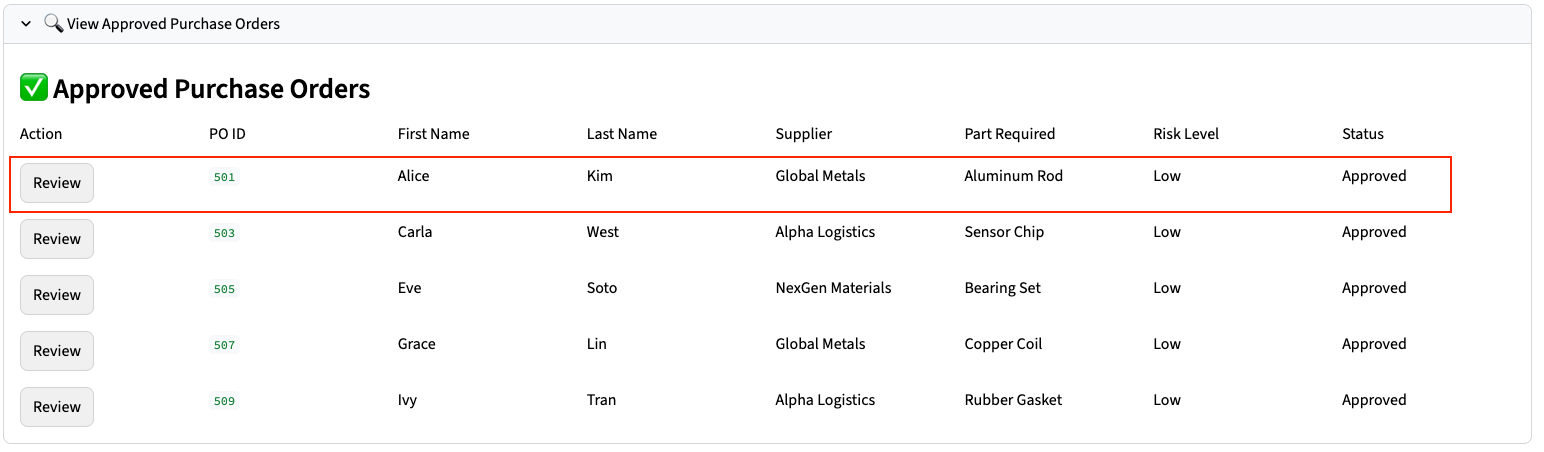 🔍 View Approved Purchase Orders
✅ Approved Purchase Orders
Action PO ID First Name Last Name Supplier Part Required Risk Level Status
Review 501 Alice Kim Global Metals Aluminum Rod Low Approved
Review 503 Carla West Alpha Logistics Sensor Chip Low Approved
Review 505 Eve Soto NexGen Materials Bearing Set Low Approved
Review 507 Grace Lin Global Metals Copper Coil Low Approved
Review 509 Ivy Tran Alpha Logistics Rubber Gasket Low Approved